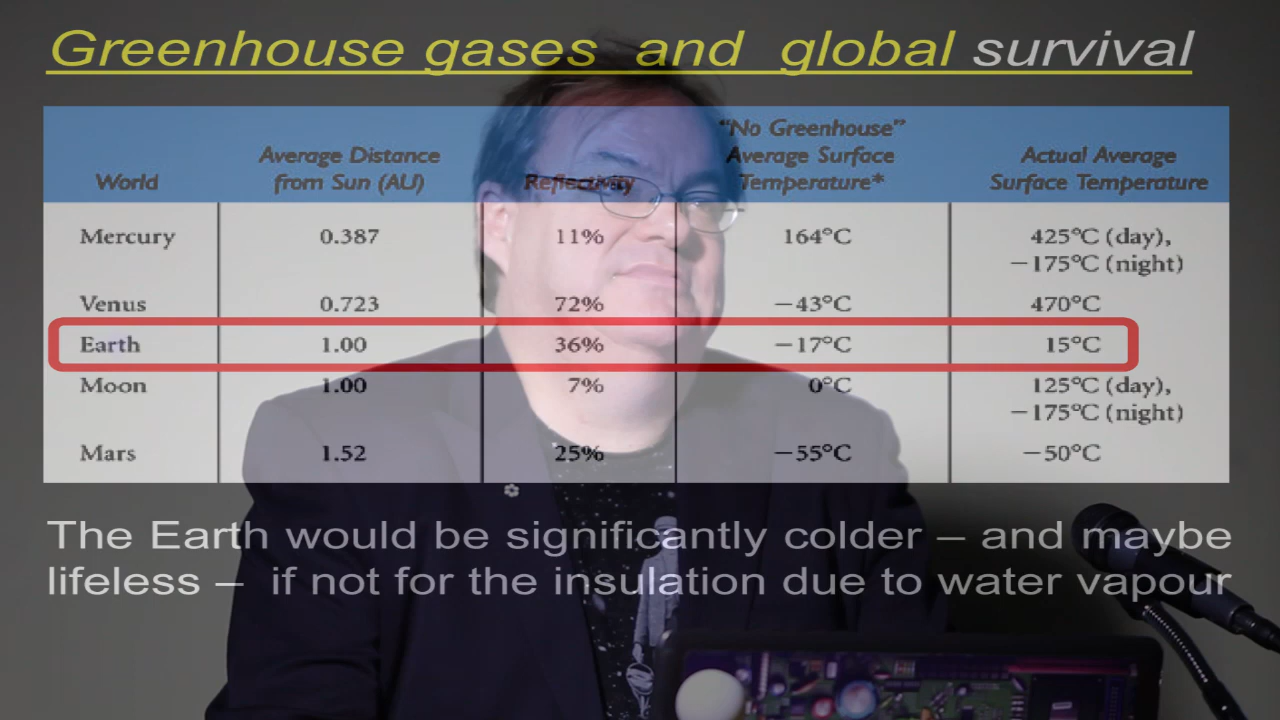 Greenhouse gases and global survival
World
Average Distance
from Sun (AU)
Reflectivity
“No Greenhouse”
Average Surface
Temperature*
Actual Average
Surface Temperature
Mercury 0.387 11% 164°C 425°C (day),
−175°C (night)
Venus 0.723 72% −43°C 470°C
Earth 1.00 36% −17°C 15°C
Moon 1.00 7% 0°C 125°C (day),
−175°C (night)
Mars 1.52 25% −55°C −50°C
The Earth would be significantly colder – and maybe
lifeless – if not for the insulation due to water vapour